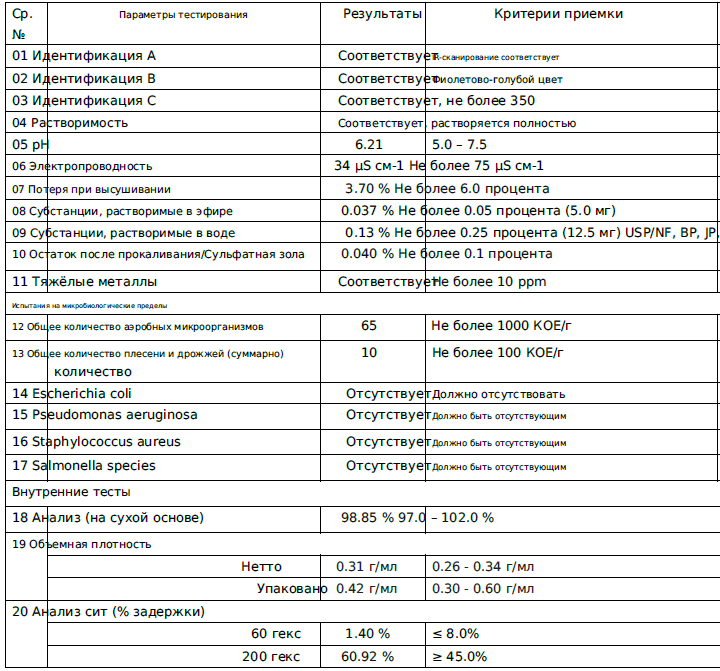 Ср. Параметры тестирования Результаты Критерии приемки
№
01 Идентификация A Соответствует ИК-сканирование соответствует
02 Идентификация B Соответствует Фиолетово-голубой цвет
03 Идентификация C Соответствует, не более 350
04 Растворимость Соответствует, растворяется полностью
05 pH 6.21 5.0 – 7.5
06 Электропроводность 34 µS см-1 Не более 75 µS см-1
07 Потеря при высушивании 3.70 % Не более 6.0 процента
08 Субстанции, растворимые в эфире 0.037 % Не более 0.05 процента (5.0 мг)
09 Субстанции, растворимые в воде 0.13 % Не более 0.25 процента (12.5 мг) USP/NF, BP, JP,
10 Остаток после прокаливания/Сульфатная зола 0.040 % Не более 0.1 процента
11 Тяжёлые металлы Соответствует Не более 10 ppm
Испытания на микробиологические пределы
12 Общее количество аэробных микроорганизмов 65 Не более 1000 КОЕ/г
13 Общее количество плесени и дрожжей (суммарно) 10 Не более 100 КОЕ/г
количество
14 Escherichia coli Отсутствует Должно отсутствовать
15 Pseudomonas aeruginosa Отсутствует Должно быть отсутствующим
16 Staphylococcus aureus Отсутствует Должно быть отсутствующим
17 Salmonella species Отсутствует Должно быть отсутствующим
Внутренние тесты
18 Анализ (на сухой основе) 98.85 % 97.0 – 102.0 %
19 Объемная плотность
Нетто 0.31 г/мл 0.26 - 0.34 г/мл
Упаковано 0.42 г/мл 0.30 - 0.60 г/мл
20 Анализ сит (% задержки)
60 гекс 1.40 % ≤ 8.0%
200 гекс 60.92 % ≥ 45.0%